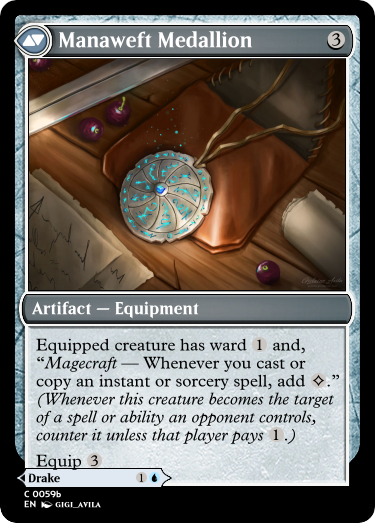 Manaweft Medallion 3
Artifact — Equipment
Equipped creature has ward 1 and,
“Magecraft — Whenever you cast or
copy an instant or sorcery spell, add ◇.”
(Whenever this creature becomes the target
of a spell or ability an opponent controls,
counter it unless that player pays 1.)
Equip 3
Drake 1
C 0059b
EN GIGI_AVILA